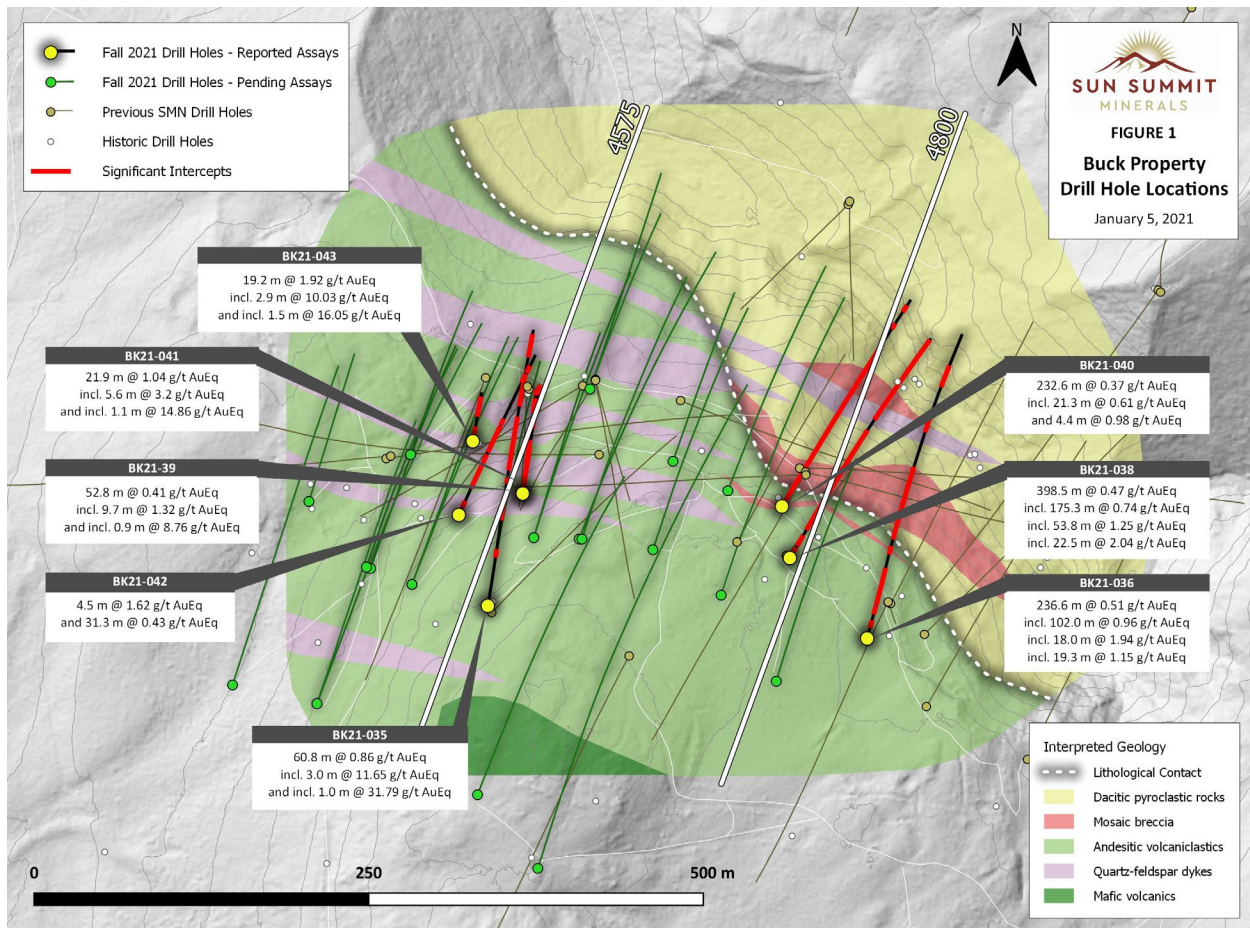 Fall 2021 Drill Holes - Reported Assays
Fall 2021 Drill Holes - Pending Assays
Previous SMN Drill Holes
Historic Drill Holes
Significant Intercepts
N
SUN SUMMIT
MINERALS
FIGURE 1
Buck Property
Drill Hole Locations
January 5, 2021
4575
4800
BK21-043
19.2 m @ 1.92 g/t AuEq
incl. 2.9 m @ 10.03 g/t AuEq
and incl. 1.5 m @ 16.05 g/t AuEq
BK21-041
21.9 m @ 1.04 g/t AuEq
incl. 5.6 m @ 3.2 g/t AuEq
and incl. 1.1 m @ 14.86 g/t AuEq
BK21-39
52.8 m @ 0.41 g/t AuEq
incl. 9.7 m @ 1.32 g/t AuEq
and incl. 0.9 m @ 8.76 g/t AuEq
BK21-042
4.5 m @ 1.62 g/t AuEq
and 31.3 m @ 0.43 g/t AuEq
BK21-035
60.8 m @ 0.86 g/t AuEq
incl. 3.0 m @ 11.65 g/t AuEq
and incl. 1.0 m @ 31.79 g/t AuEq
BK21-040
232.6 m @ 0.37 g/t AuEq
incl. 21.3 m @ 0.61 g/t AuEq
and 4.4 m @ 0.98 g/t AuEq
BK21-038
398.5 m @ 0.47 g/t AuEq
incl. 175.3 m @ 0.74 g/t AuEq
incl. 53.8 m @ 1.25 g/t AuEq
incl. 22.5 m @ 2.04 g/t AuEq
BK21-036
236.6 m @ 0.51 g/t AuEq
incl. 102.0 m @ 0.96 g/t AuEq
incl. 18.0 m @ 1.94 g/t AuEq
incl. 19.3 m @ 1.15 g/t AuEq
Interpreted Geology
Lithological Contact
Dacitic pyroclastic rocks
Mosaic breccia
Andesitic volcaniclastics
Quartz-feldspar dykes
Mafic volcanics
0
250
500 m